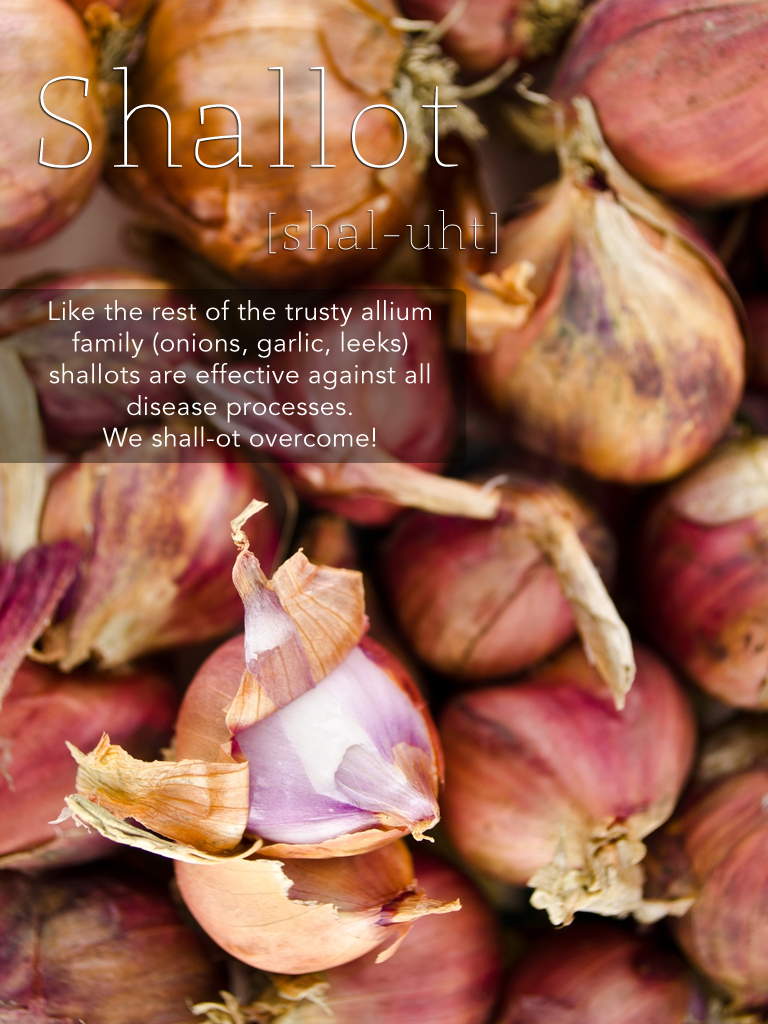 Shallot
[shal-uht]
Like the rest of the trusty allium
family (onions, garlic, leeks)
shallots are effective against all
disease processes.
We shall-ot overcome!